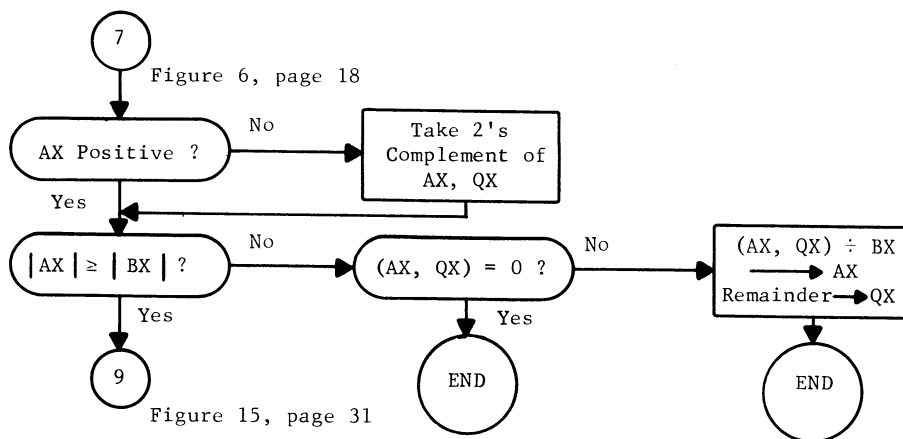 7
Figure 6, page 18
AX Positive ?
No
Take 2's
Complement of
AX, QX
Yes
|AX| ≥ |BX| ?
No
(AX, QX) = 0 ?
No
(AX, QX) ÷ BX
AX
Remainder QX
Yes
Yes
9
END
END
Figure 15, page 31